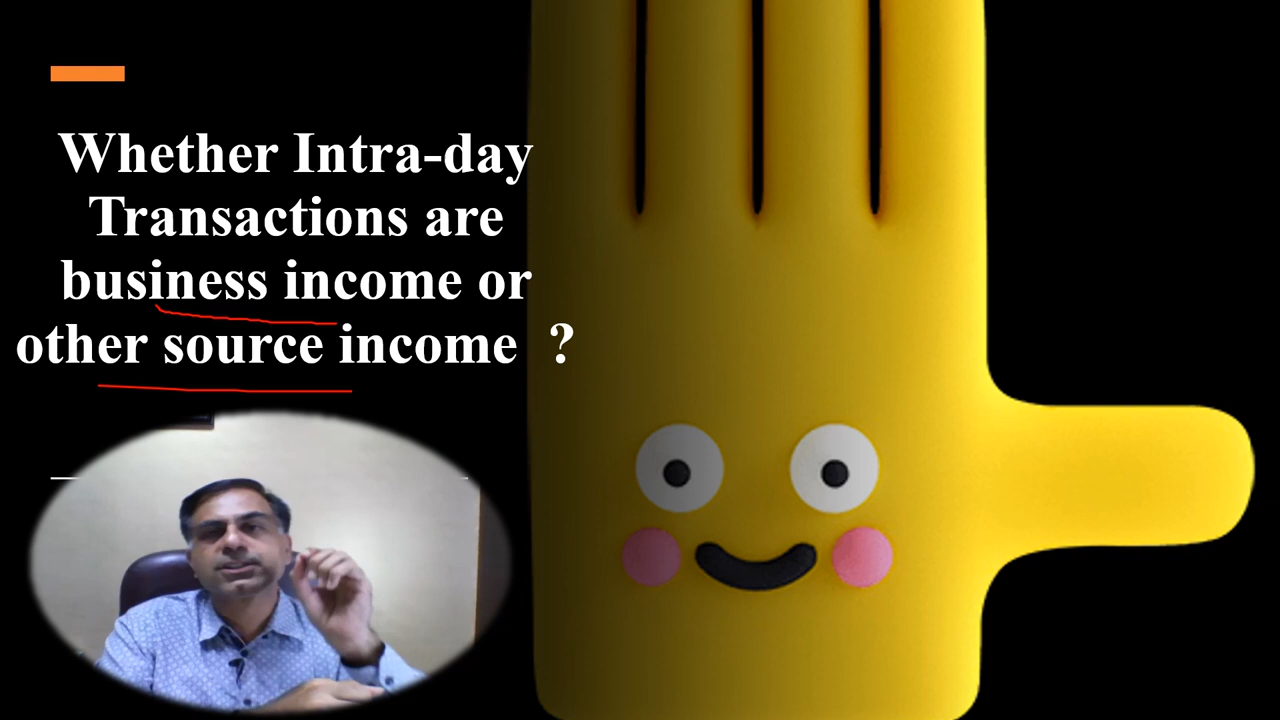 Whether Intra-day
Transactions are
business income or
other source income ?